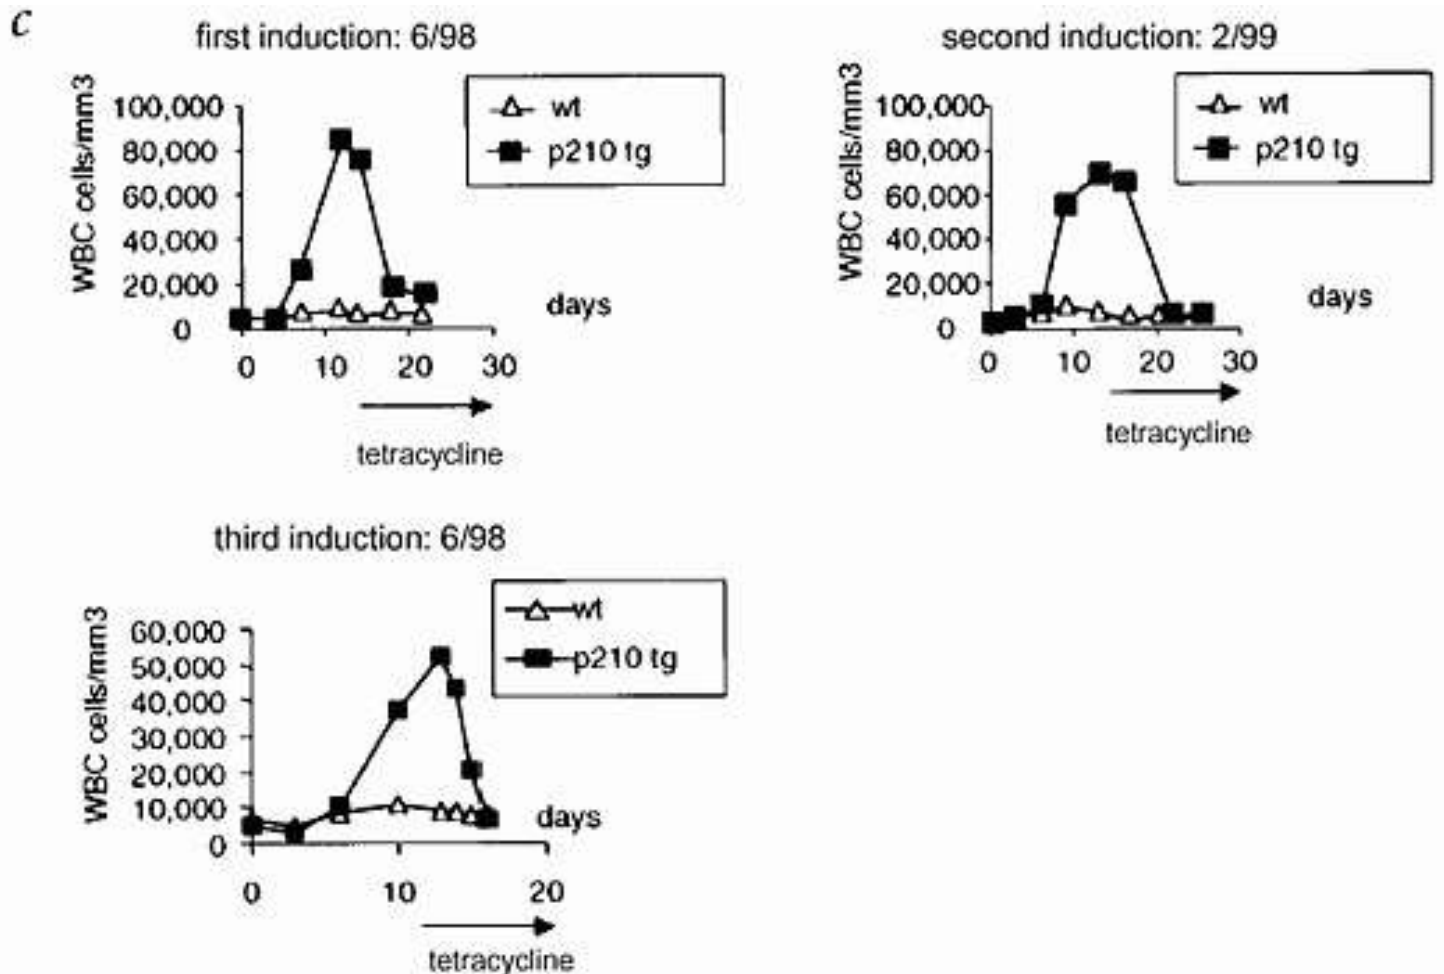 c
first induction: 6/98
WBC cells/mm3
100,000
80,000
60,000
40,000
20,000
0
0 10 20 30
days
wt
p210 tg
tetracycline
second induction: 2/99
WBC cells/mm3
100,000
80,000
60,000
40,000
20,000
0
0 10 20 30
days
wt
p210 tg
tetracycline
third induction: 6/98
WBC cells/mm3
60,000
50,000
40,000
30,000
20,000
10,000
0
0 10 20
days
wt
p210 tg
tetracycline